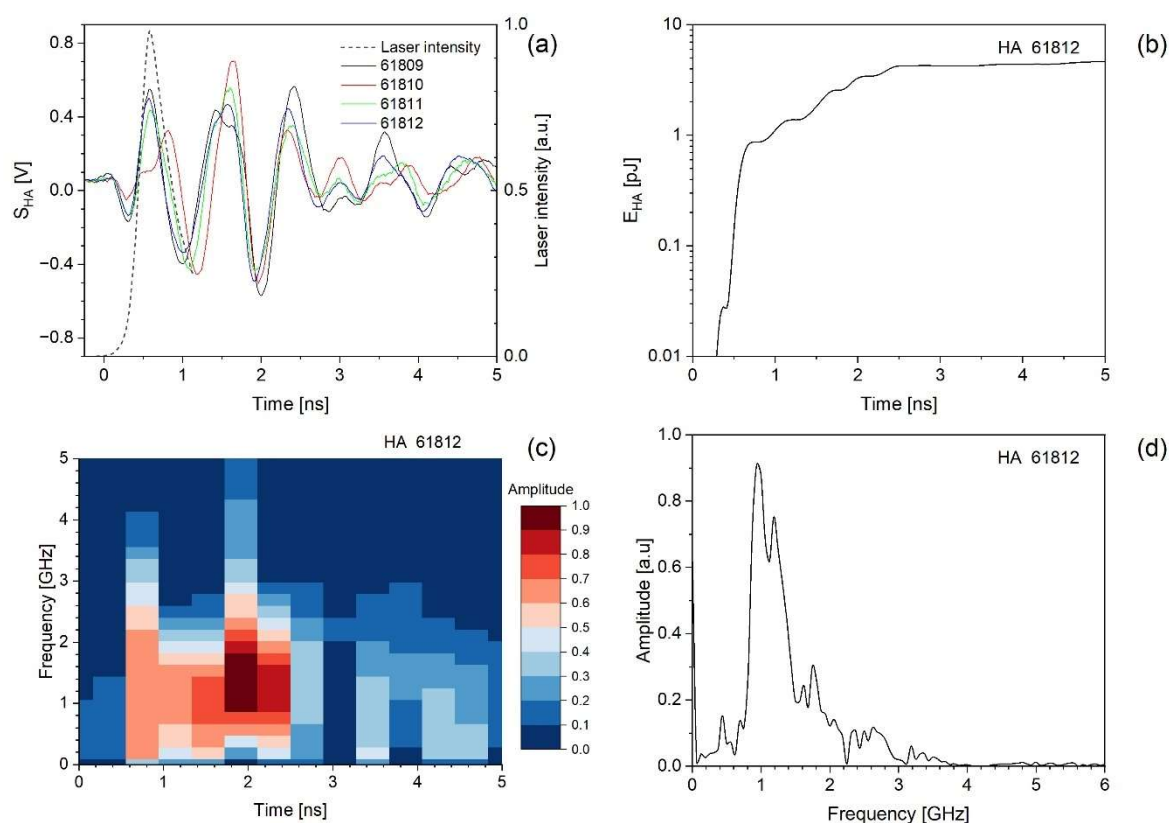 (a)
Laser intensity
61809
61810
61811
61812
0.8
0.4
0.0
−0.4
−0.8
S_HA [V]
1.0
0.5
0.0
Laser intensity [a.u.]
0 1 2 3 4 5
Time [ns]
HA 61812 (b)
10
1
0.1
0.01
E_HA [pJ]
0 1 2 3 4 5
Time [ns]
HA 61812 (c)
5
4
3
2
1
0
Frequency [GHz]
0 1 2 3 4 5
Time [ns]
Amplitude
1.0
0.9
0.8
0.7
0.6
0.5
0.4
0.3
0.2
0.1
0.0
HA 61812 (d)
1.0
0.8
0.6
0.4
0.2
0.0
Amplitude [a.u]
0 1 2 3 4 5 6
Frequency [GHz]